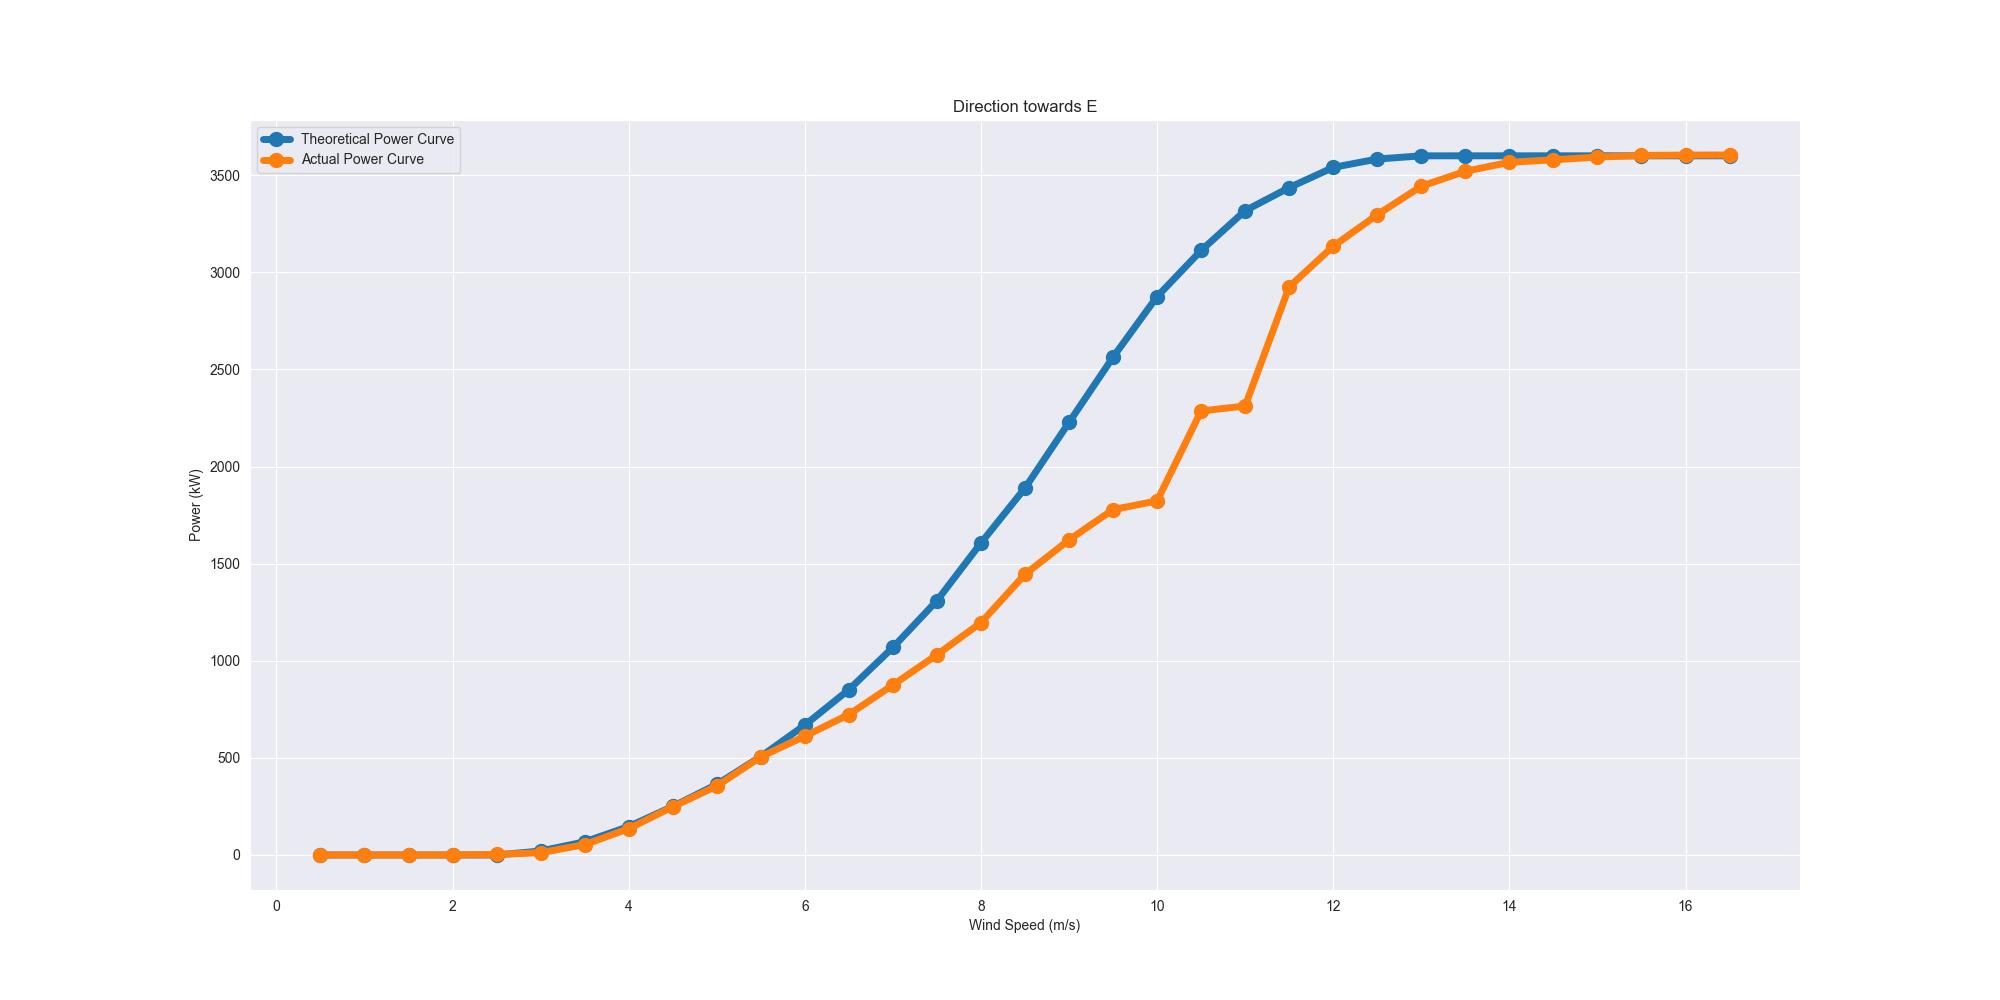 Direction towards E
Theoretical Power Curve
Actual Power Curve
3500
3000
2500
2000
1500
1000
500
0
Power (kW)
0 2 4 6 8 10 12 14 16
Wind Speed (m/s)